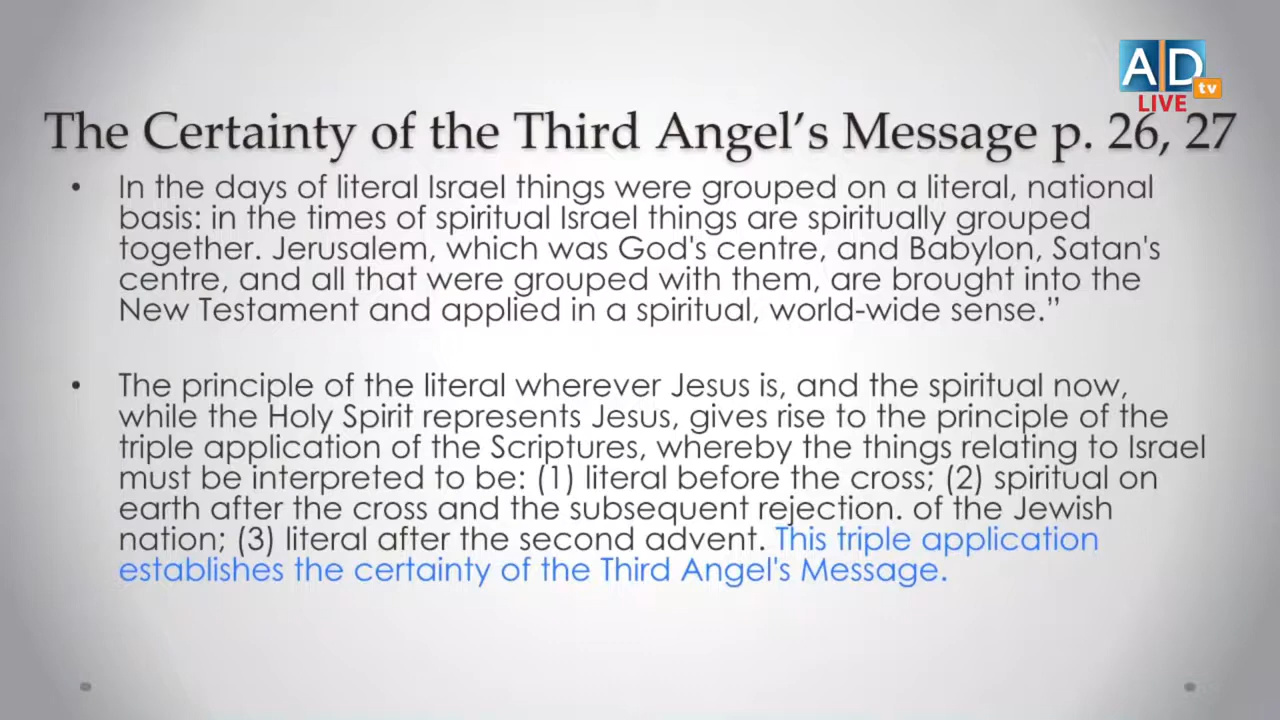 AD
tv
LIVE
The Certainty of the Third Angel’s Message p. 26, 27
• In the days of literal Israel things were grouped on a literal, national
basis: in the times of spiritual Israel things are spiritually grouped
together. Jerusalem, which was God's centre, and Babylon, Satan's
centre, and all that were grouped with them, are brought into the
New Testament and applied in a spiritual, world-wide sense.”
• The principle of the literal wherever Jesus is, and the spiritual now,
while the Holy Spirit represents Jesus, gives rise to the principle of the
triple application of the Scriptures, whereby the things relating to Israel
must be interpreted to be: (1) literal before the cross; (2) spiritual on
earth after the cross and the subsequent rejection. of the Jewish
nation; (3) literal after the second advent. This triple application
establishes the certainty of the Third Angel's Message.